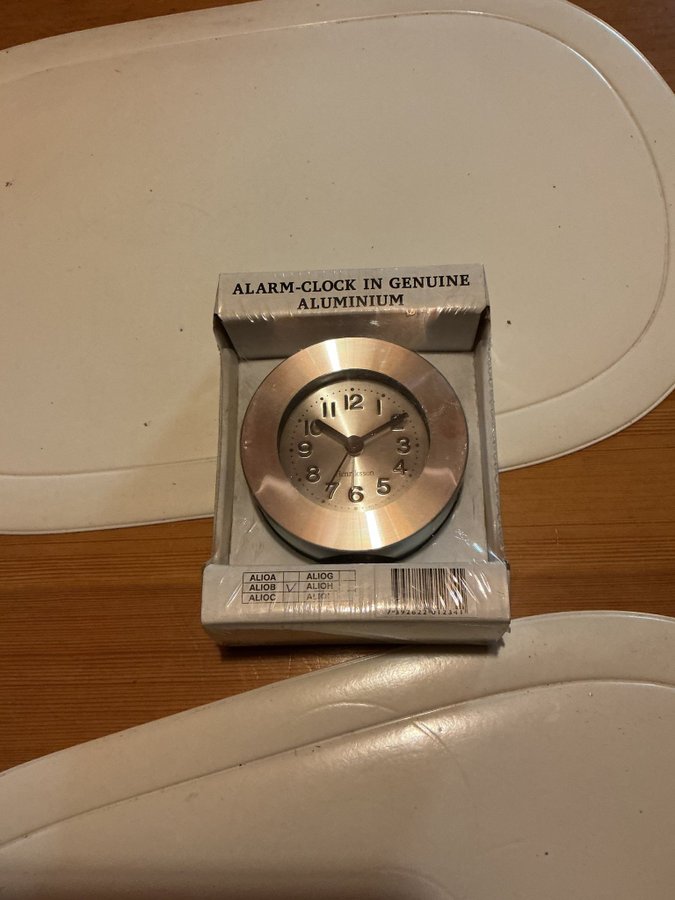 ALARM-CLOCK IN GENUINE
ALUMINIUM
12
11 1
10 2
9 3
8 4
7 5
6
ALIOA ALIOG
ALIOB ALIOH
ALIOC